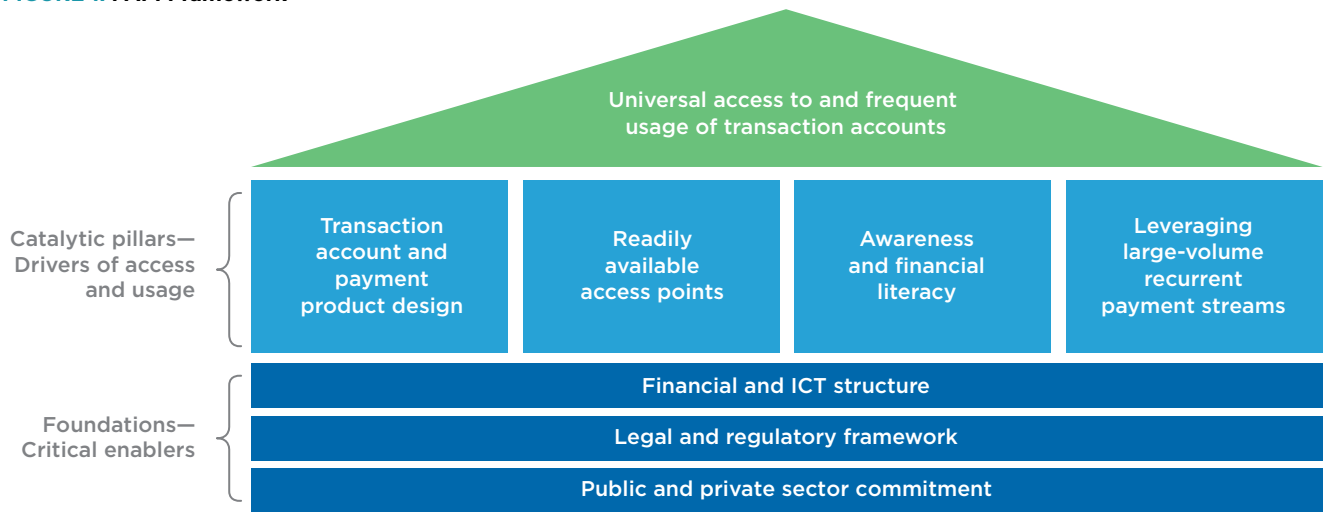 Universal access to and frequent
usage of transaction accounts
Catalytic pillars—
Drivers of access
and usage
Transaction
account and
payment
product design
Readily
available
access points
Awareness
and financial
literacy
Leveraging
large-volume
recurrent
payment streams
Foundations—
Critical enablers
Financial and ICT structure
Legal and regulatory framework
Public and private sector commitment